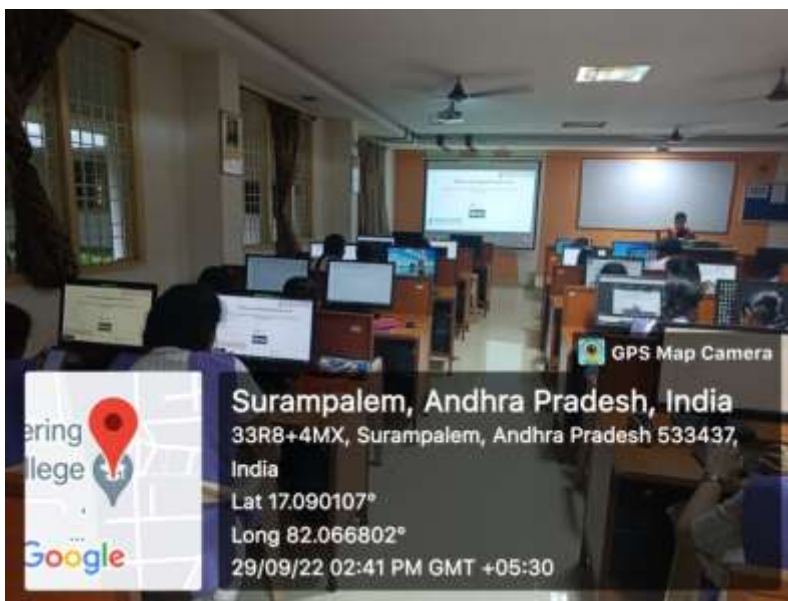 GPS Map Camera
ering
llege
Google
Surampalem, Andhra Pradesh, India
33R8+4MX, Surampalem, Andhra Pradesh 533437,
India
Lat 17.090107°
Long 82.066802°
29/09/22 02:41 PM GMT +05:30